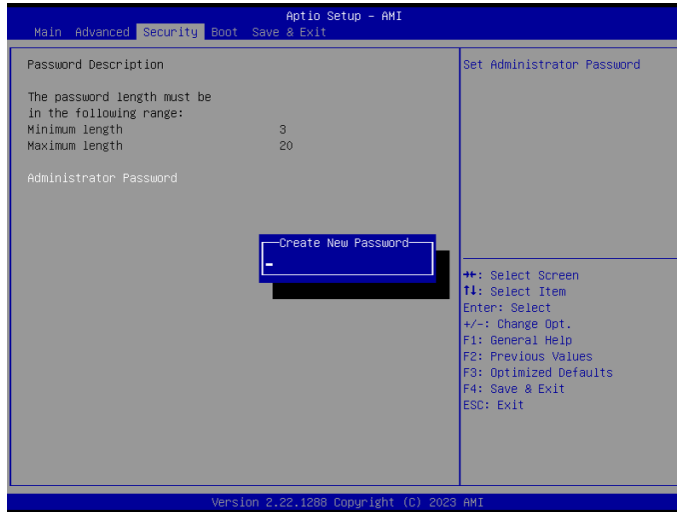 Aptio Setup – AMI
Main Advanced Security Boot Save & Exit
Password Description
The password length must be
in the following range:
Minimum length 3
Maximum length 20
Administrator Password
Create New Password
Set Administrator Password
→←: Select Screen
↑↓: Select Item
Enter: Select
+/-: Change Opt.
F1: General Help
F2: Previous Values
F3: Optimized Defaults
F4: Save & Exit
ESC: Exit
Version 2.22.1288 Copyright (C) 2023 AMI